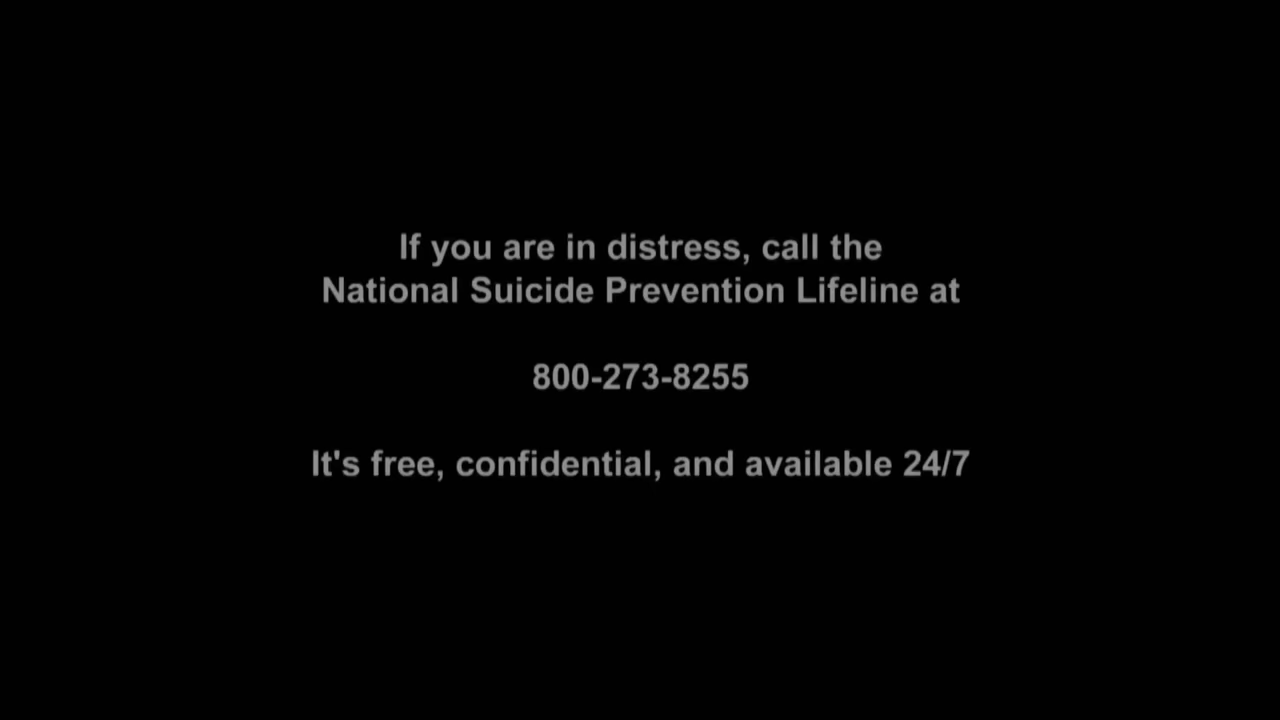 If you are in distress, call the
National Suicide Prevention Lifeline at
800-273-8255
It's free, confidential, and available 24/7